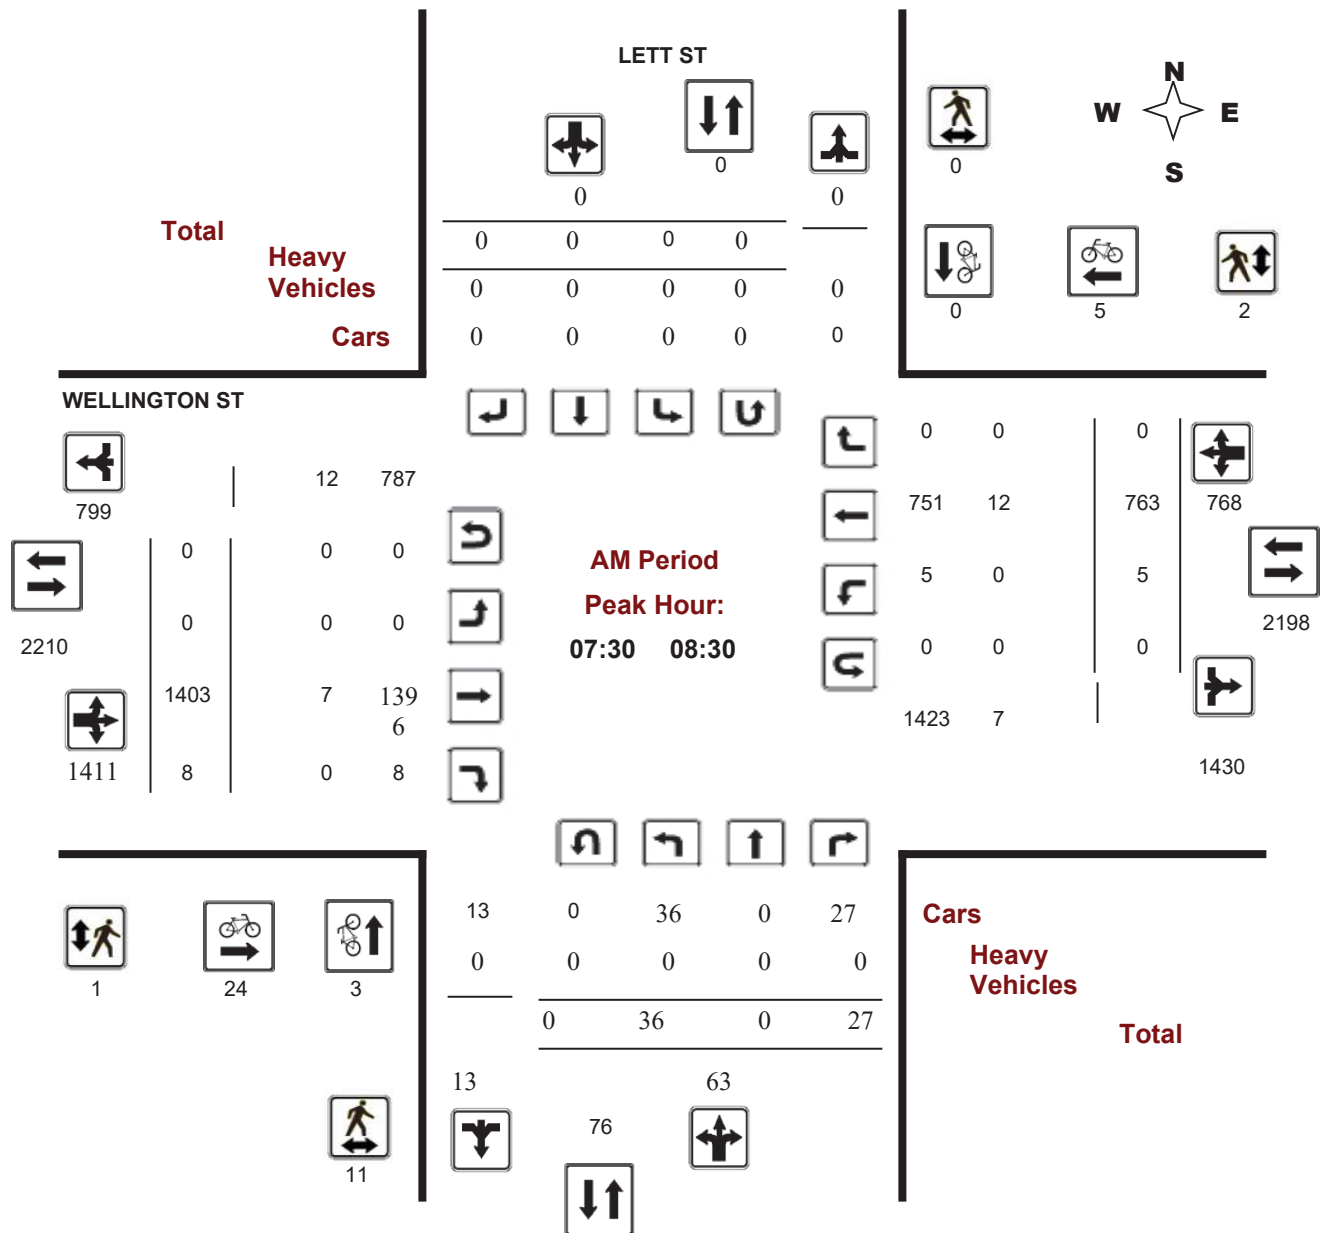 LETT ST
N
W E
S
0
0
0
0 0
Total
0 0 0 0
Heavy
Vehicles
0 0 0 0 0
0 5 2
Cars
0 0 0 0 0
WELLINGTON ST
0 0 0
12 787
799
751 12 763 768
0 0 0
AM Period
5 0 5
Peak Hour:
0 0 0
2198
2210
07:30 08:30
0 0 0
1403 7 139
6
1423 7
1411 8 0 8
1430
13 0 36 0 27
Cars
0 0 0 0 0
Heavy
Vehicles
1 24 3
0 36 0 27
Total
13 63
76
11